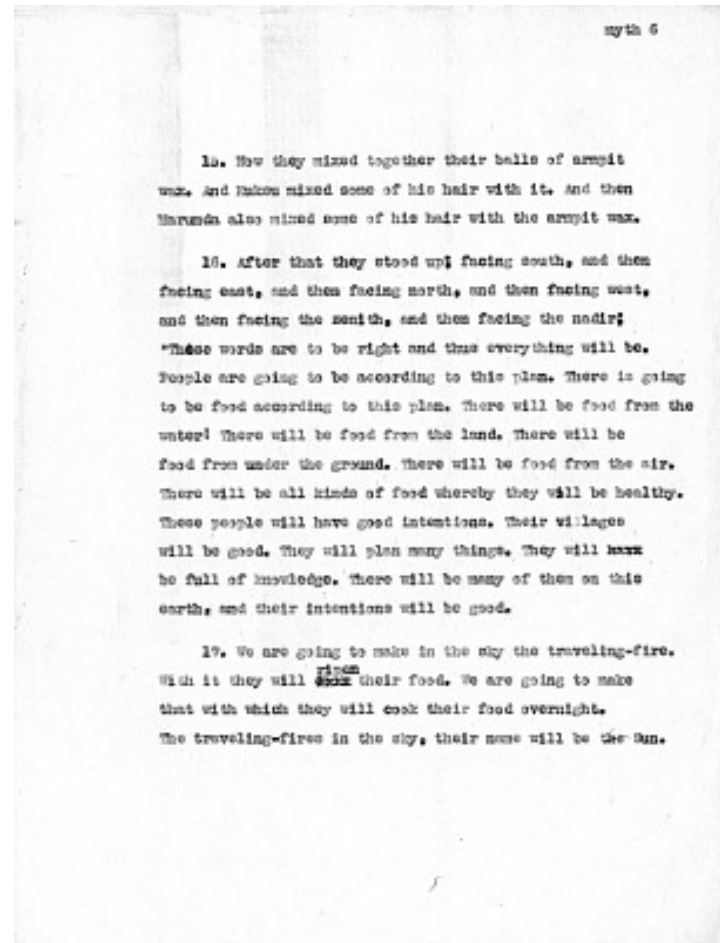 myth 6
15. Now they mixed together their balls of armpit
wax. And Kuksu mixed some of his hair with it. And then
Marumda also mixed some of his hair with the armpit wax.
16. After that they stood up; facing south, and then
facing east, and then facing north, and then facing west,
and then facing the zenith, and then facing the nadir;
"These words are to be right and thus everything will be.
People are going to be according to this plan. There is going
to be food according to this plan. There will be food from the
water! There will be food from the land. There will be
food from under the ground. There will be food from the air.
There will be all kinds of food whereby they will be healthy.
These people will have good intentions. Their villages
will be good. They will plan many things. They will
be full of knowledge. There will be many of them on this
earth, and their intentions will be good.
17. We are going to make in the sky the traveling-fire.
ripen
With it they will their food. We are going to make
that with which they will cook their food overnight.
The traveling-fires in the sky, their name will be the Sun.